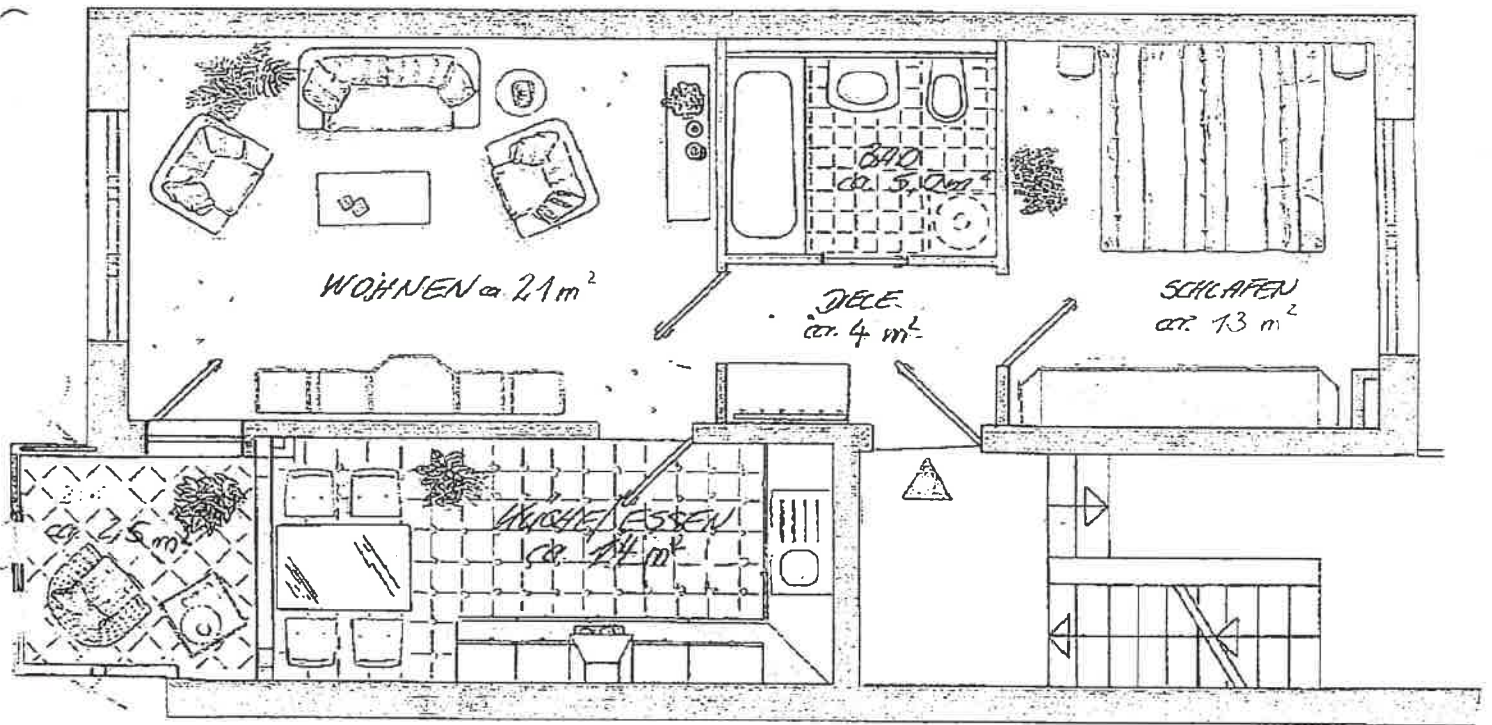 BAD
ca. 5,0 m²
WOHNEN ca. 21 m²
DIELE
ca. 4 m²
SCHLAFEN
ca. 13 m²
KÜCHE/ESSEN
ca. 14 m²
ca. 2,5 m²